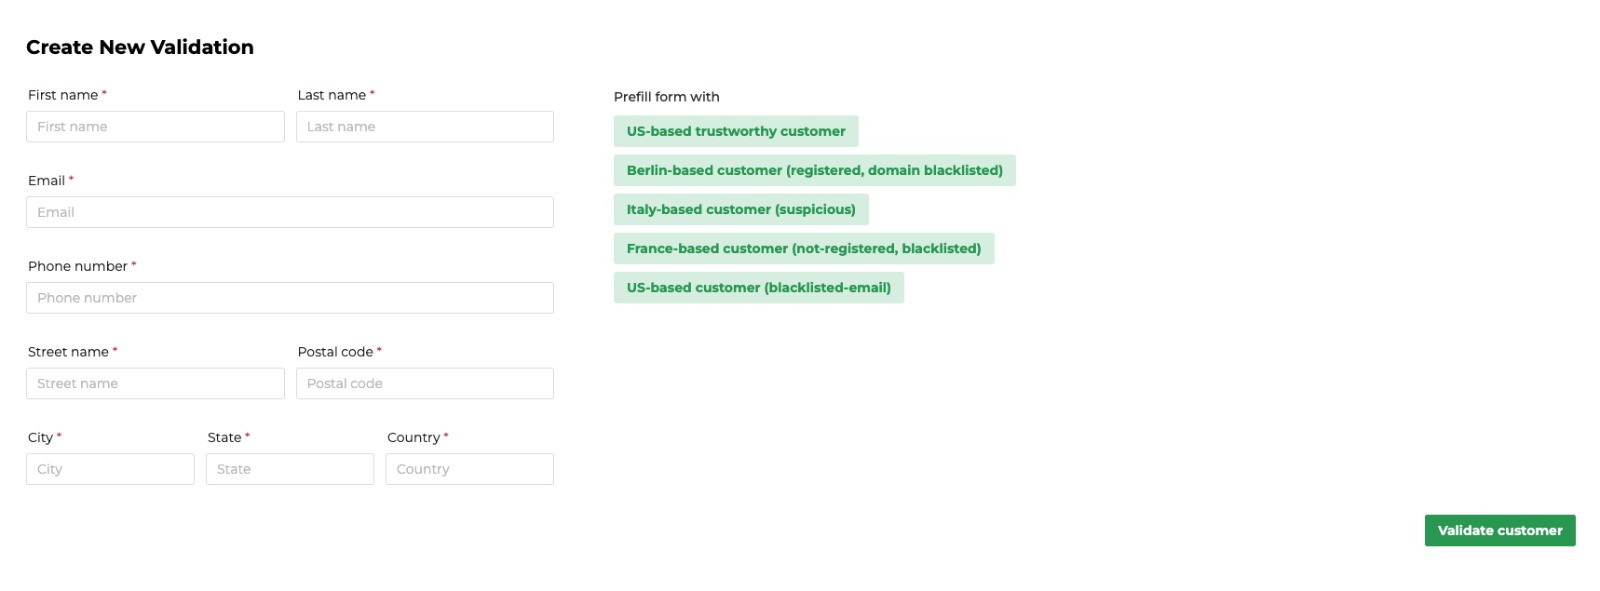 Create New Validation
First name *
Last name *
First name
Last name
Email *
Email
Phone number *
Phone number
Street name *
Postal code *
Street name
Postal code
City *
State *
Country *
City
State
Country
Prefill form with
US-based trustworthy customer
Berlin-based customer (registered, domain blacklisted)
Italy-based customer (suspicious)
France-based customer (not-registered, blacklisted)
US-based customer (blacklisted-email)
Validate customer